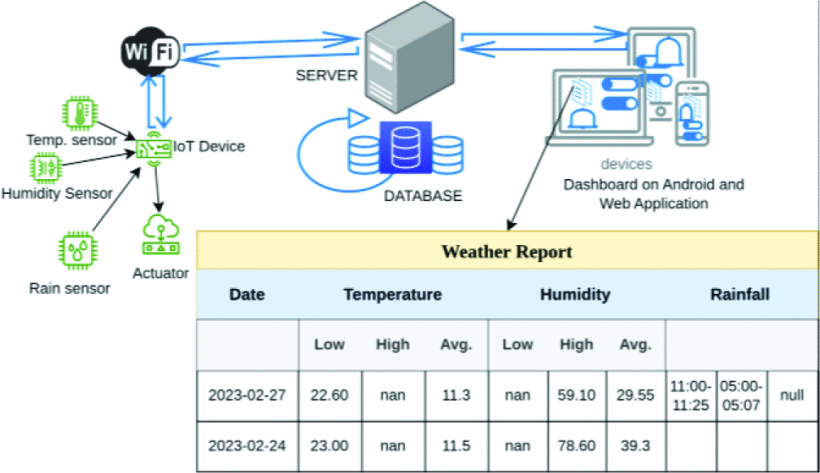 WiFi
SERVER
Temp. sensor
IoT Device
Humidity Sensor
DATABASE
devices
Dashboard on Android and
Web Application
Rain sensor
Actuator
Weather Report
Date Temperature Humidity Rainfall
Low High Avg. Low High Avg.
2023-02-27 22.60 nan 11.3 nan 59.10 29.55 11:00-11:25 05:00-05:07 null
2023-02-24 23.00 nan 11.5 nan 78.60 39.3